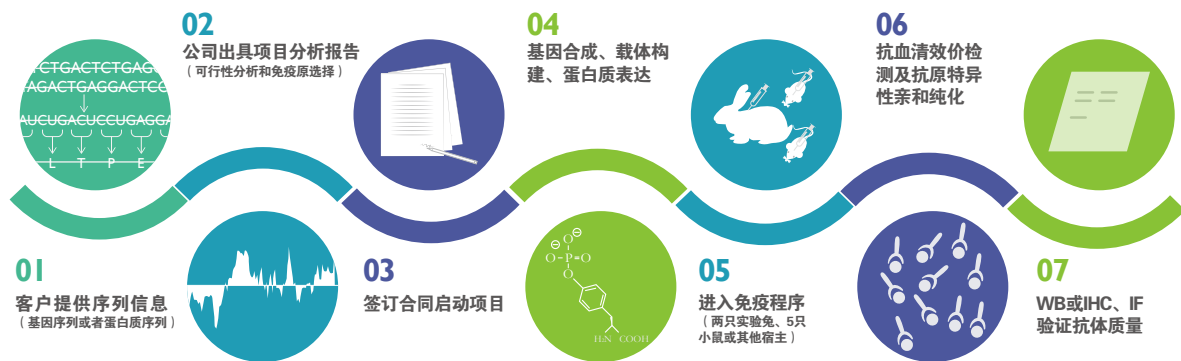 01
客户提供序列信息
（基因序列或者蛋白质序列）
CTGACTCTGAG
AGACTGAGGACTCC
AUCUGACUCCUGAGGA
L T P E
02
公司出具项目分析报告
（可行性分析和免疫原选择）
03
签订合同启动项目
04
基因合成、载体构
建、蛋白质表达
⊖
O
⊖
O-P=O
O
H₂N COOH
05
进入免疫程序
（两只实验兔、5只
小鼠或其他宿主）
06
抗血清效价检
测及抗原特异
性亲和纯化
07
WB或IHC、IF
验证抗体质量